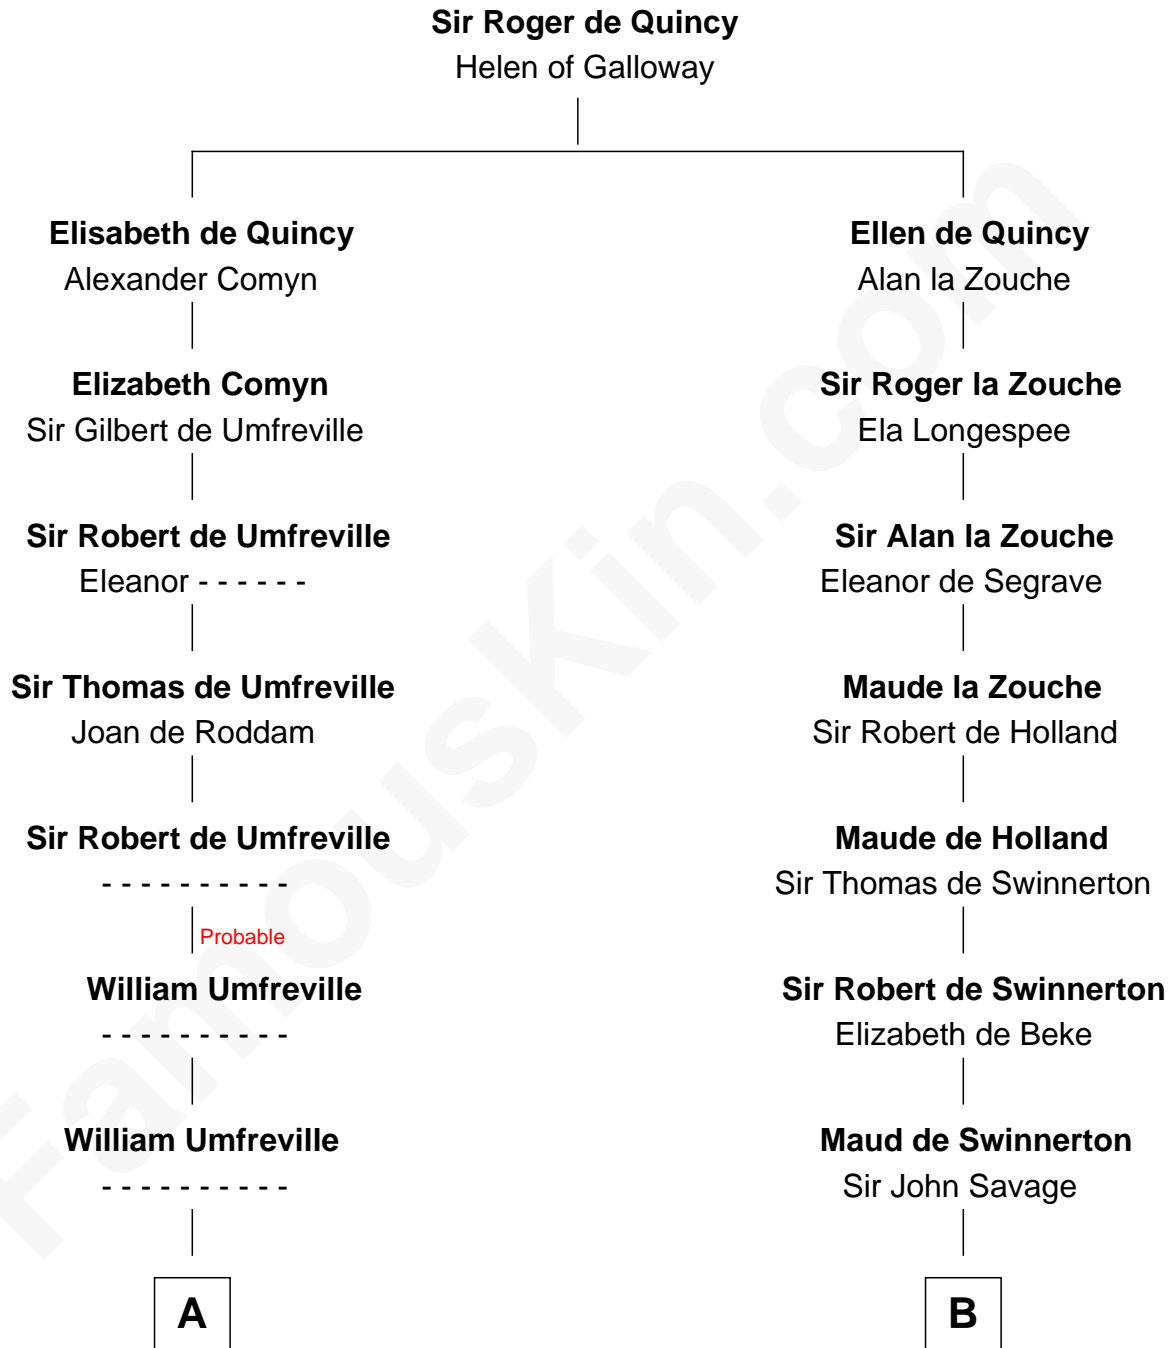 Sir Roger de Quincy
Helen of Galloway
Elisabeth de Quincy
Alexander Comyn
Ellen de Quincy
Alan la Zouche
Elizabeth Comyn
Sir Gilbert de Umfreville
Sir Roger la Zouche
Ela Longespee
Sir Robert de Umfreville
Eleanor - - - - - -
Sir Alan la Zouche
Eleanor de Segrave
Sir Thomas de Umfreville
Joan de Roddam
Maude la Zouche
Sir Robert de Holland
Sir Robert de Umfreville
- - - - - - - - - -
Maude de Holland
Sir Thomas de Swinnerton
Probable
William Umfreville
- - - - - - - - - -
Sir Robert de Swinnerton
Elizabeth de Beke
William Umfreville
- - - - - - - - - -
Maud de Swinnerton
Sir John Savage
A
B
FamousKin.com